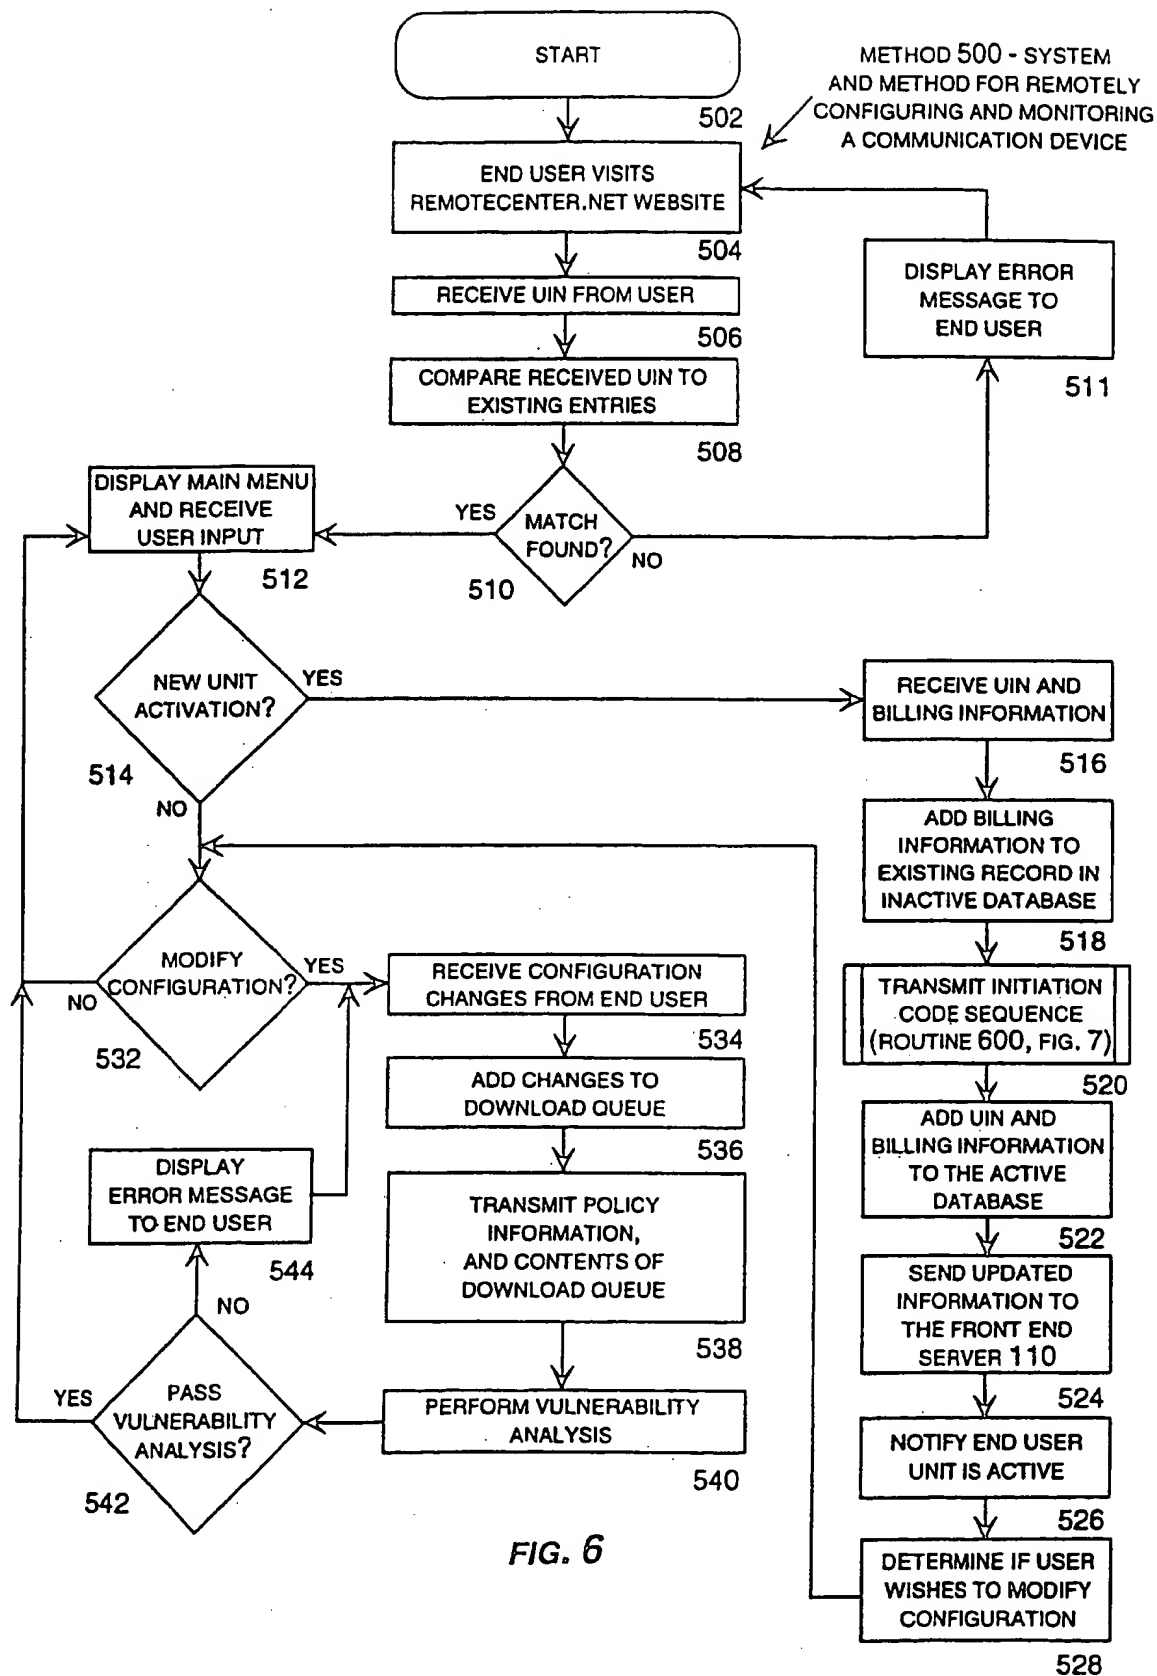 START
METHOD 500 - SYSTEM
AND METHOD FOR REMOTELY
CONFIGURING AND MONITORING
A COMMUNICATION DEVICE
502
END USER VISITS
REMOTECENTER.NET WEBSITE
504
RECEIVE UIN FROM USER
506
COMPARE RECEIVED UIN TO
EXISTING ENTRIES
508
DISPLAY ERROR
MESSAGE TO
END USER
511
MATCH
FOUND?
YES
NO
510
DISPLAY MAIN MENU
AND RECEIVE
USER INPUT
512
NEW UNIT
ACTIVATION?
YES
514
NO
RECEIVE UIN AND
BILLING INFORMATION
516
ADD BILLING
INFORMATION TO
EXISTING RECORD IN
INACTIVE DATABASE
518
TRANSMIT INITIATION
CODE SEQUENCE
(ROUTINE 600, FIG. 7)
520
ADD UIN AND
BILLING INFORMATION
TO THE ACTIVE
DATABASE
522
SEND UPDATED
INFORMATION TO
THE FRONT END
SERVER 110
524
NOTIFY END USER
UNIT IS ACTIVE
526
DETERMINE IF USER
WISHES TO MODIFY
CONFIGURATION
528
MODIFY
CONFIGURATION?
YES
NO
532
RECEIVE CONFIGURATION
CHANGES FROM END USER
534
ADD CHANGES TO
DOWNLOAD QUEUE
536
TRANSMIT POLICY
INFORMATION,
AND CONTENTS OF
DOWNLOAD QUEUE
538
PERFORM VULNERABILITY
ANALYSIS
540
PASS
VULNERABILITY
ANALYSIS?
YES
NO
542
DISPLAY
ERROR MESSAGE
TO END USER
544
FIG. 6